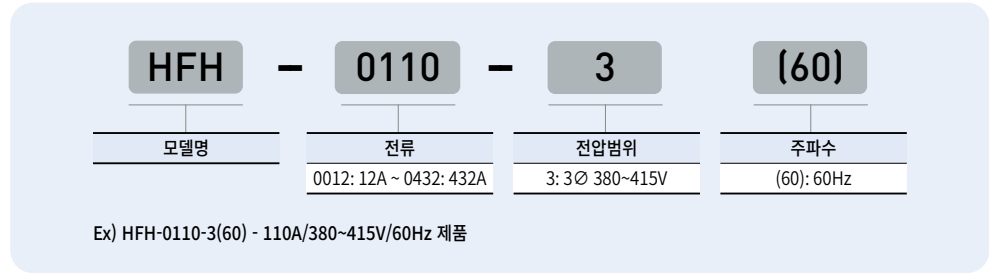 HFH - 0110 - 3 (60)
모델명 전류 전압범위 주파수
0012: 12A ~ 0432: 432A 3: 3∅ 380~415V (60): 60Hz
Ex) HFH-0110-3(60) - 110A/380~415V/60Hz 제품